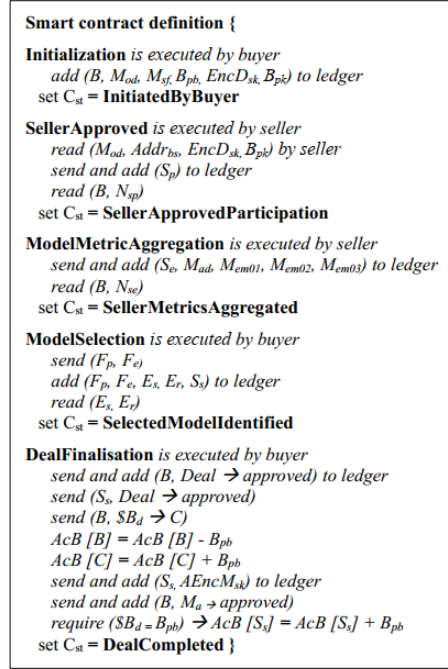 Smart contract definition {
Initialization is executed by buyer
add (B, Mod, Msf, Bpb, EncDsk, Bpk) to ledger
set Cst = InitiatedByBuyer
SellerApproved is executed by seller
read (Mod, Addrbs, EncDsk, Bpk) by seller
send and add (Sp) to ledger
read (B, Nsp)
set Cst = SellerApprovedParticipation
ModelMetricAggregation is executed by seller
send and add (Se, Mad, Mem01, Mem02, Mem03) to ledger
read (B, Nse)
set Cst = SellerMetricsAggregated
ModelSelection is executed by buyer
send (Fp, Fe)
add (Fp, Fe, Es, Er, Ss) to ledger
read (Es, Er)
set Cst = SelectedModelIdentified
DealFinalisation is executed by buyer
send and add (B, Deal → approved) to ledger
send (Ss, Deal → approved)
send (B, $Bd → C)
AcB [B] = AcB [B] - Bpb
AcB [C] = AcB [C] + Bpb
send and add (Ss, AEncMsk) to ledger
send and add (B, Ma → approved)
require ($Bd = Bpb) → AcB [Ss] = AcB [Ss] + Bpb
set Cst = DealCompleted }